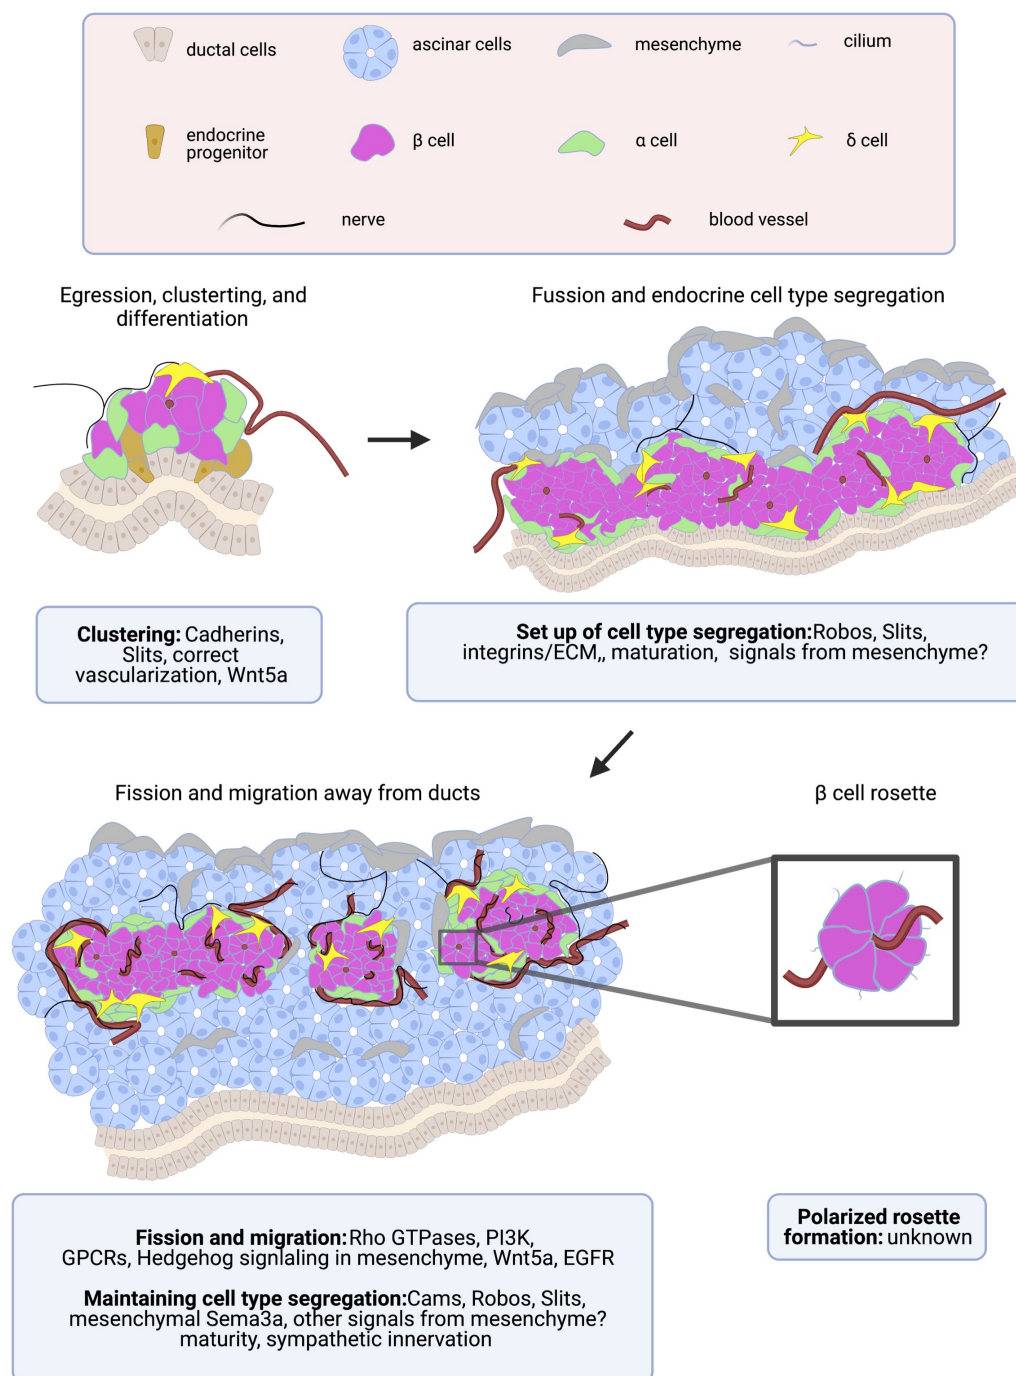 ductal cells
ascinar cells
mesenchyme
cilium
endocrine
progenitor
β cell
α cell
δ cell
nerve
blood vessel
Egression, clusterting, and
differentiation
Fussion and endocrine cell type segregation
Clustering: Cadherins,
Slits, correct
vascularization, Wnt5a
Set up of cell type segregation:Robos, Slits,
integrins/ECM,, maturation, signals from mesenchyme?
Fission and migration away from ducts
β cell rosette
Fission and migration:Rho GTPases, PI3K,
GPCRs, Hedgehog signlaling in mesenchyme, Wnt5a, EGFR
Maintaining cell type segregation:Cams, Robos, Slits,
mesenchymal Sema3a, other signals from mesenchyme?
maturity, sympathetic innervation
Polarized rosette
formation: unknown